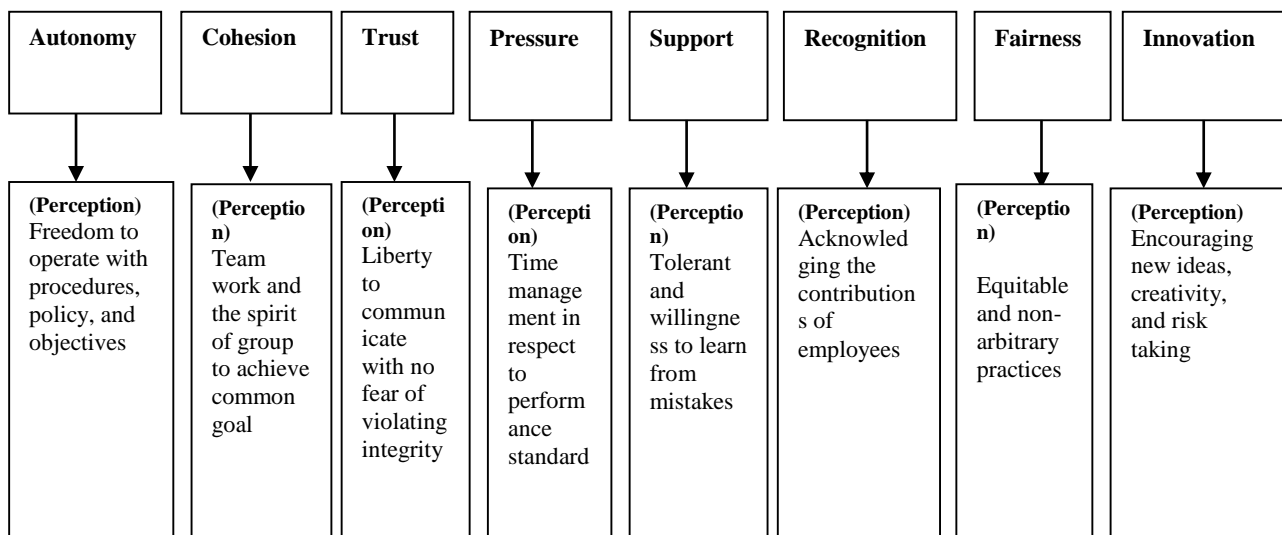 Autonomy
Cohesion
Trust
Pressure
Support
Recognition
Fairness
Innovation
(Perception)
Freedom to
operate with
procedures,
policy, and
objectives
(Perceptio
n)
Team
work and
the spirit
of group
to achieve
common
goal
(Percepti
on)
Liberty
to
commun
icate
with no
fear of
violating
integrity
(Percepti
on)
Time
manage
ment in
respect
to
perform
ance
standard
(Perceptio
n)
Tolerant
and
willingne
ss to learn
from
mistakes
(Perception)
Acknowled
ging the
contribution
s of
employees
(Perceptio
n)
Equitable
and non-
arbitrary
practices
(Perception)
Encouraging
new ideas,
creativity,
and risk
taking